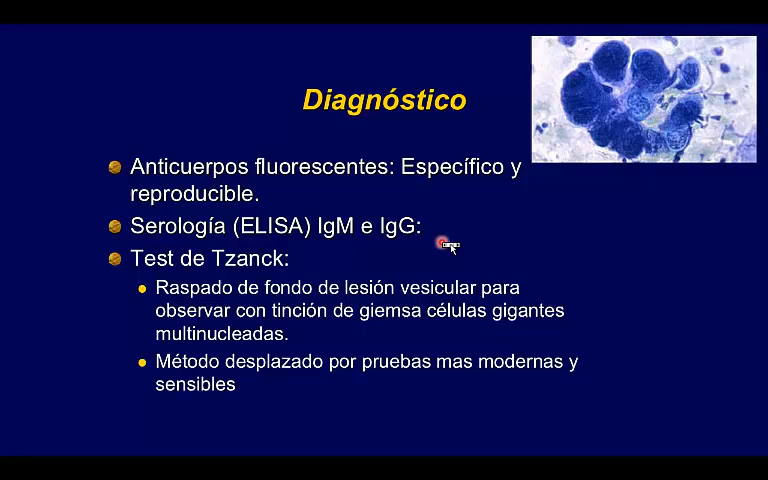 Diagnóstico
Anticuerpos fluorescentes: Específico y
reproducible.
Serología (ELISA) IgM e IgG:
Test de Tzanck:
Raspado de fondo de lesión vesicular para
observar con tinción de giemsa células gigantes
multinucleadas.
Método desplazado por pruebas mas modernas y
sensibles